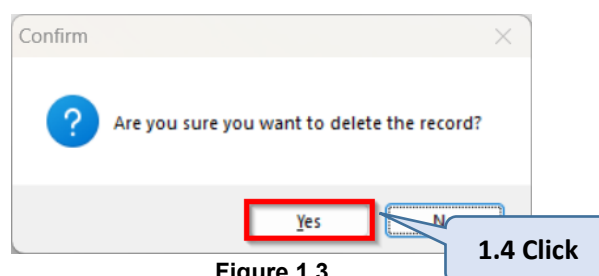 Confirm
Are you sure you want to delete the record?
Yes
1.4 Click
Figure 1.3